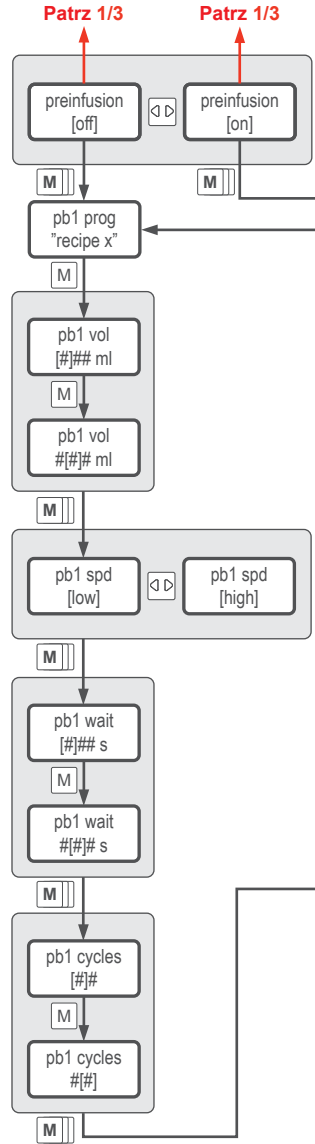 Patrz 1/3
Patrz 1/3
preinfusion
[off]
preinfusion
[on]
M
M
pb1 prog
”recipe x”
M
pb1 vol
[#]## ml
M
pb1 vol
#[#]# ml
M
pb1 spd
[low]
pb1 spd
[high]
M
pb1 wait
[#]## s
M
pb1 wait
#[#]# s
M
pb1 cycles
[#]#
M
pb1 cycles
#[#]
M